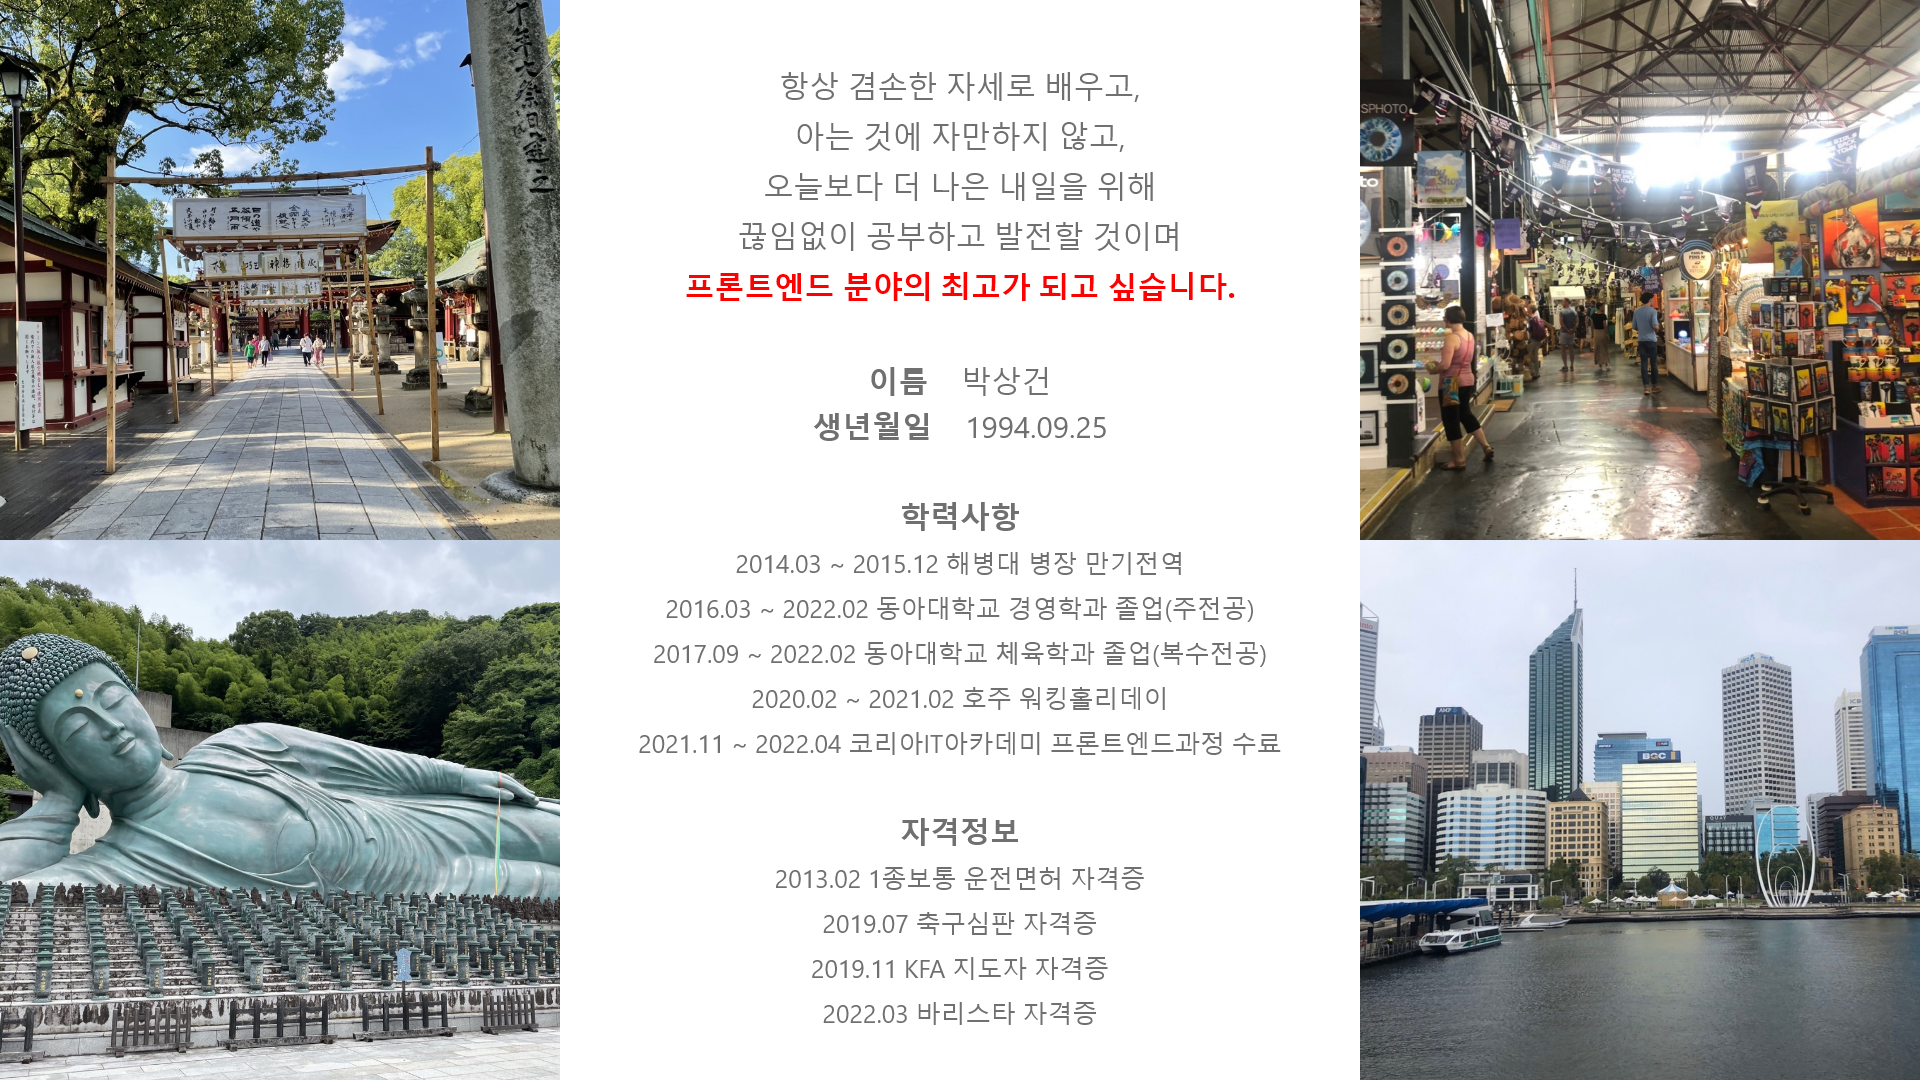 항상 겸손한 자세로 배우고,
아는 것에 자만하지 않고,
오늘보다 더 나은 내일을 위해
끊임없이 공부하고 발전할 것이며
프론트엔드 분야의 최고가 되고 싶습니다.
이름 박상건
생년월일 1994.09.25
학력사항
2014.03 ~ 2015.12 해병대 병장 만기전역
2016.03 ~ 2022.02 동아대학교 경영학과 졸업(주전공)
2017.09 ~ 2022.02 동아대학교 체육학과 졸업(복수전공)
2020.02 ~ 2021.02 호주 워킹홀리데이
2021.11 ~ 2022.04 코리아IT아카데미 프론트엔드과정 수료
자격정보
2013.02 1종보통 운전면허 자격증
2019.07 축구심판 자격증
2019.11 KFA 지도자 자격증
2022.03 바리스타 자격증
SPHOTO
BGC